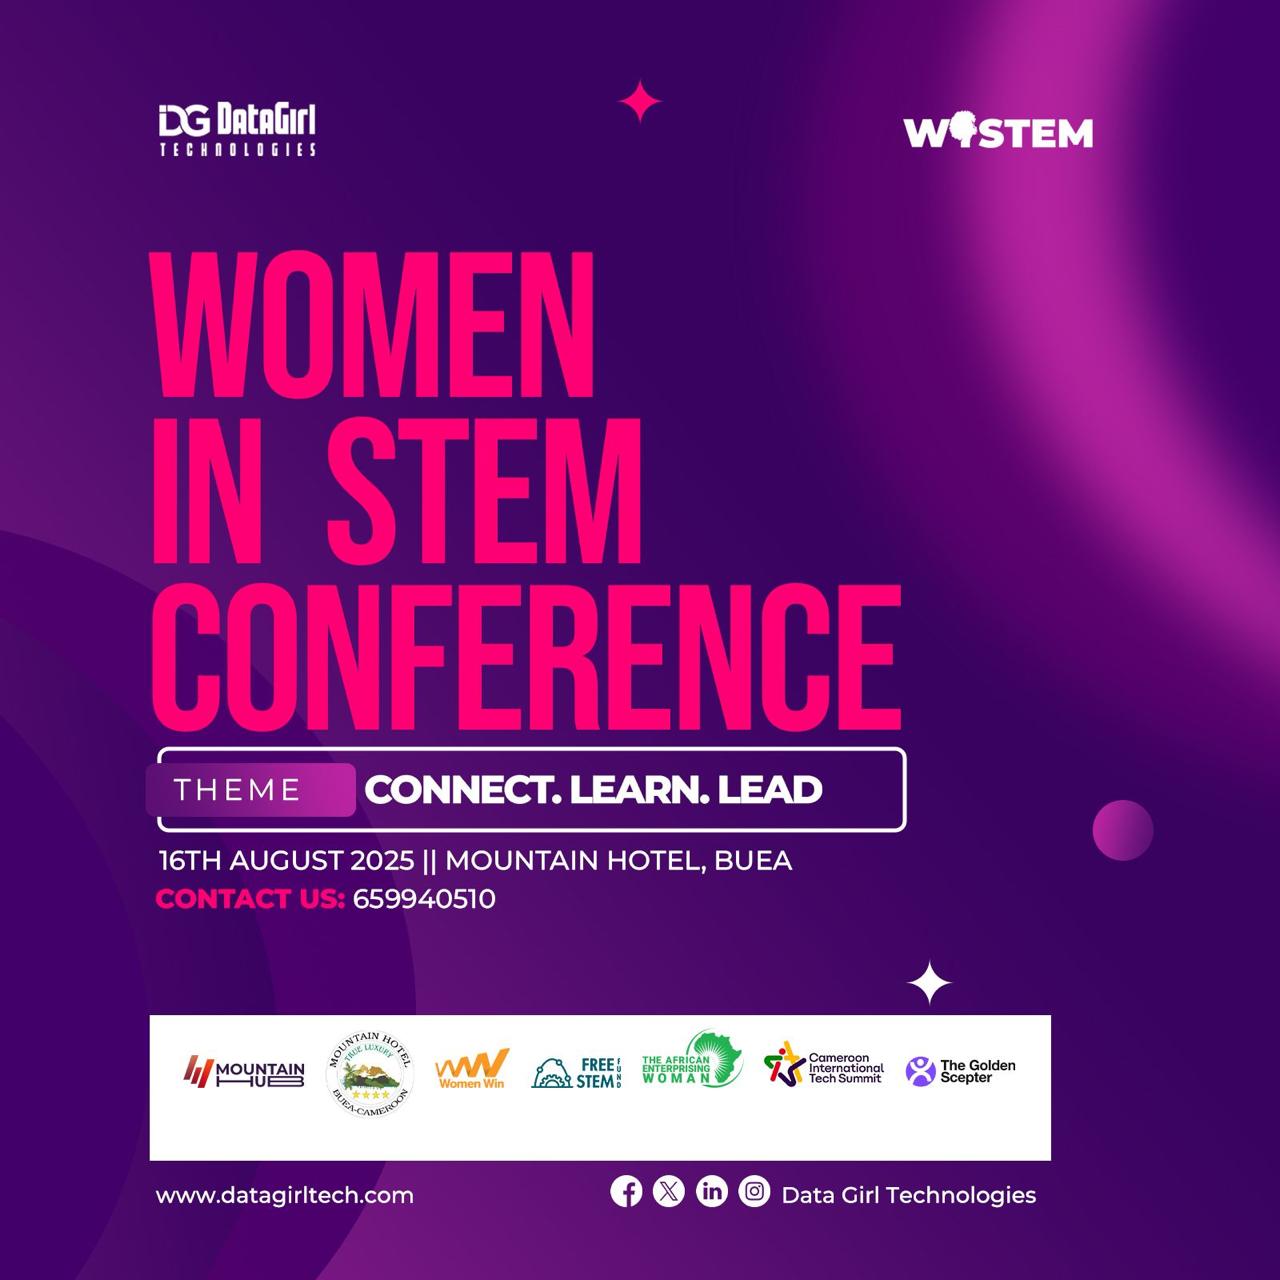 DG DataGirl
TECHNOLOGIES
WiSTEM
WOMEN
IN STEM
CONFERENCE
THEME CONNECT. LEARN. LEAD
16TH AUGUST 2025 || MOUNTAIN HOTEL, BUEA
CONTACT US: 659940510
MOUNTAIN
HUB
MOUNTAIN HOTEL
TRUE LUXURY
BUEA-CAMEROON
Women Win
FREE
STEM
FUND
THE AFRICAN
ENTERPRISING
WOMAN
Cameroon
International
Tech Summit
The Golden
Scepter
www.datagirltech.com
Data Girl Technologies